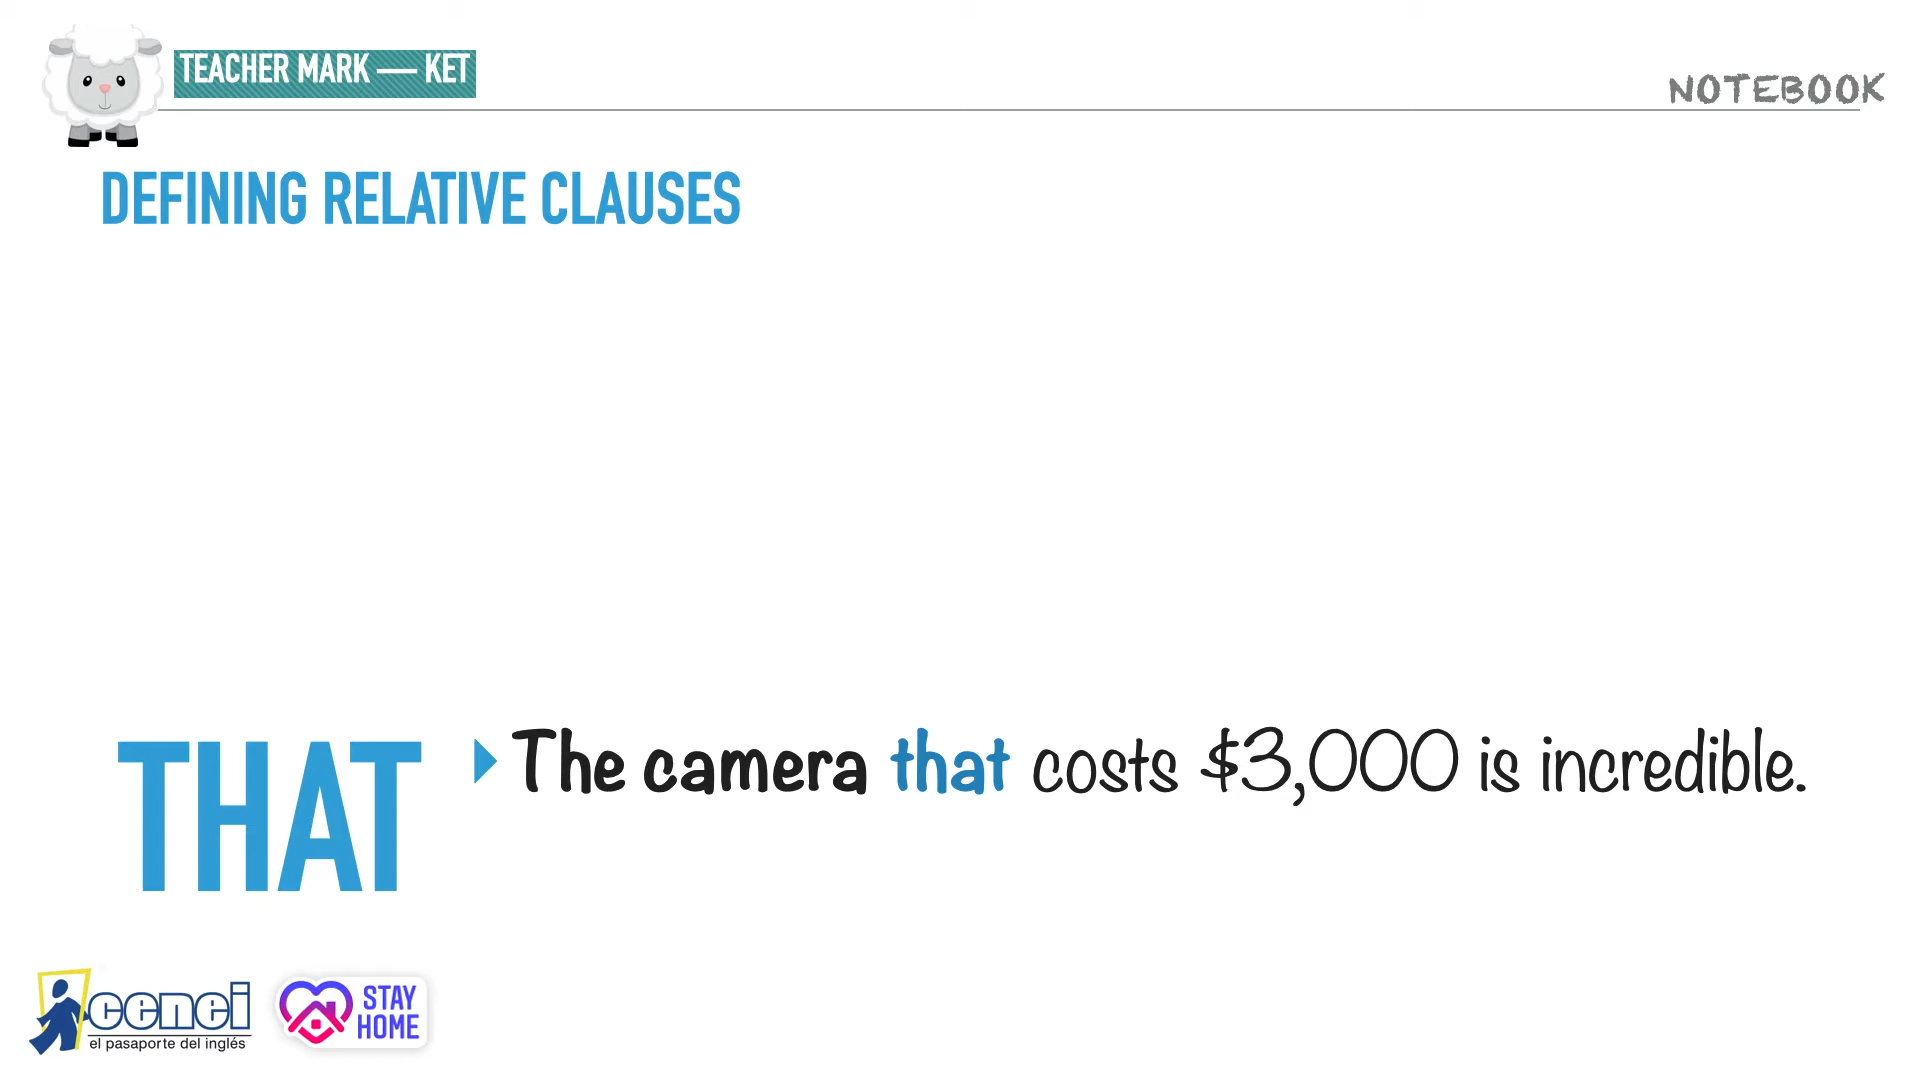 TEACHER MARK — KET
NOTEBOOK
DEFINING RELATIVE CLAUSES
THAT
The camera that costs $3,000 is incredible.
cenci
el pasaporte del inglés
STAY
HOME